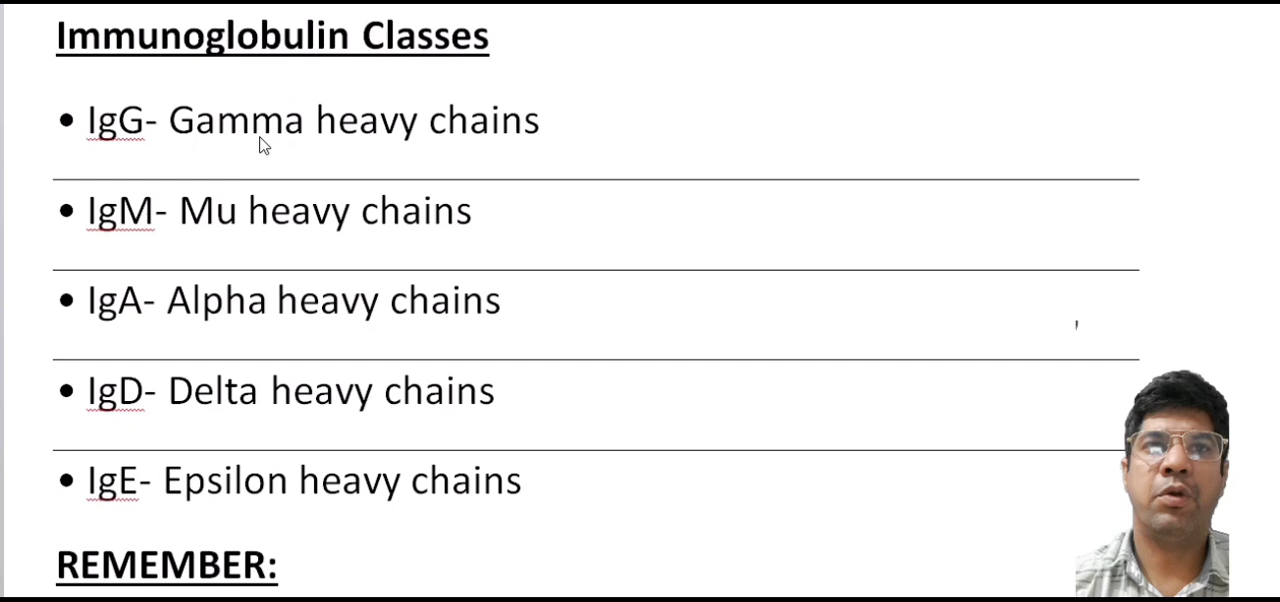 Immunoglobulin Classes
• IgG- Gamma heavy chains
• IgM- Mu heavy chains
• IgA- Alpha heavy chains
• IgD- Delta heavy chains
• IgE- Epsilon heavy chains
REMEMBER: